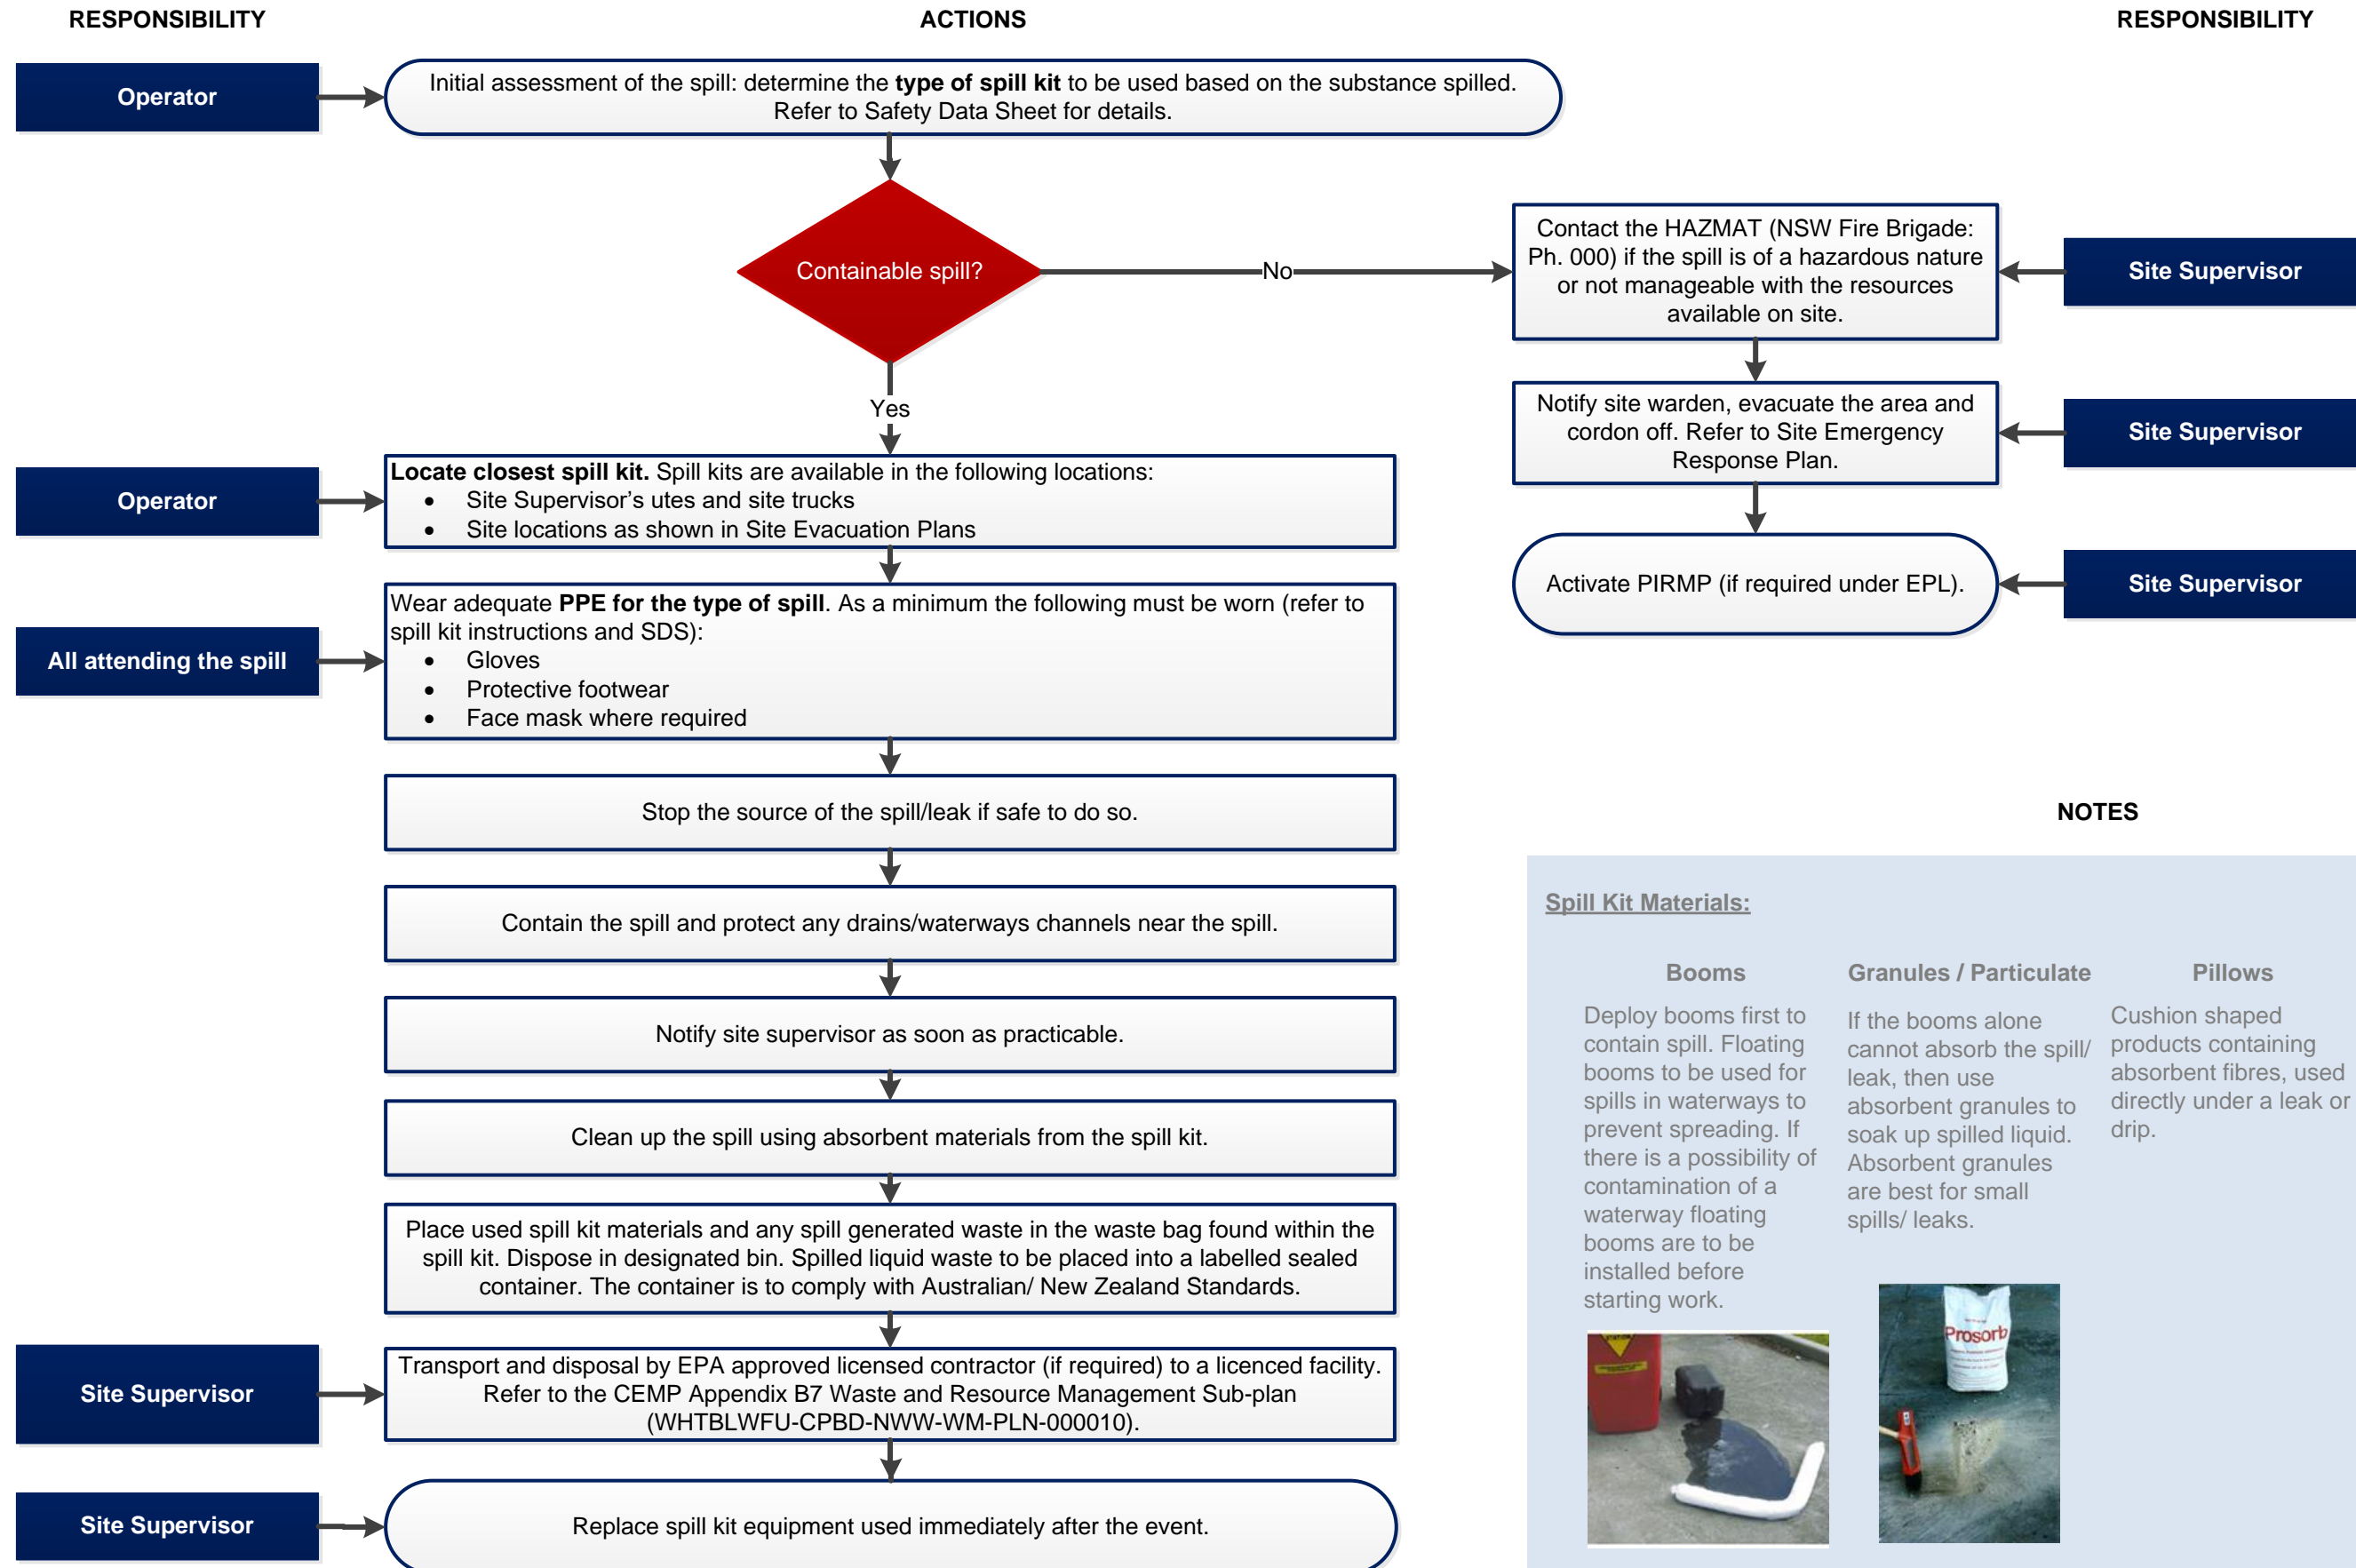 RESPONSIBILITY
ACTIONS
RESPONSIBILITY
Operator
Initial assessment of the spill: determine the type of spill kit to be used based on the substance spilled.
Refer to Safety Data Sheet for details.
Containable spill?
No
Contact the HAZMAT (NSW Fire Brigade:
Ph. 000) if the spill is of a hazardous nature
or not manageable with the resources
available on site.
Site Supervisor
Notify site warden, evacuate the area and
cordon off. Refer to Site Emergency
Response Plan.
Site Supervisor
Activate PIRMP (if required under EPL).
Site Supervisor
Yes
Operator
Locate closest spill kit. Spill kits are available in the following locations:
• Site Supervisor's utes and site trucks
• Site locations as shown in Site Evacuation Plans
All attending the spill
Wear adequate PPE for the type of spill. As a minimum the following must be worn (refer to
spill kit instructions and SDS):
• Gloves
• Protective footwear
• Face mask where required
Stop the source of the spill/leak if safe to do so.
Contain the spill and protect any drains/waterways channels near the spill.
Notify site supervisor as soon as practicable.
Clean up the spill using absorbent materials from the spill kit.
Place used spill kit materials and any spill generated waste in the waste bag found within the
spill kit. Dispose in designated bin. Spilled liquid waste to be placed into a labelled sealed
container. The container is to comply with Australian/ New Zealand Standards.
Site Supervisor
Transport and disposal by EPA approved licensed contractor (if required) to a licenced facility.
Refer to the CEMP Appendix B7 Waste and Resource Management Sub-plan
(WHTBLWFU-CPBD-NWW-WM-PLN-000010).
Site Supervisor
Replace spill kit equipment used immediately after the event.
NOTES
Spill Kit Materials:
Booms
Deploy booms first to
contain spill. Floating
booms to be used for
spills in waterways to
prevent spreading. If
there is a possibility of
contamination of a
waterway floating
booms are to be
installed before
starting work.
Granules / Particulate
If the booms alone
cannot absorb the spill/
leak, then use
absorbent granules to
soak up spilled liquid.
Absorbent granules
are best for small
spills/ leaks.
Pillows
Cushion shaped
products containing
absorbent fibres, used
directly under a leak or
drip.
STATION
Prosorb